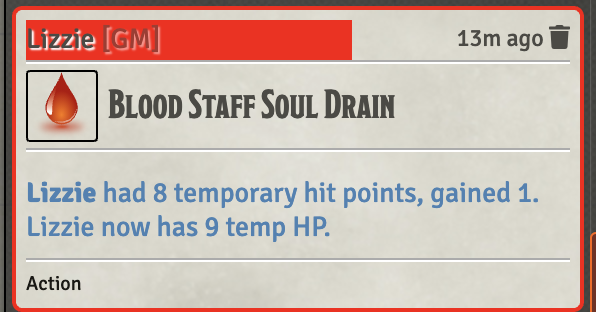 Lizzie [GM]
13m ago
Blood Staff Soul Drain
Lizzie had 8 temporary hit points, gained 1.
Lizzie now has 9 temp HP.
Action